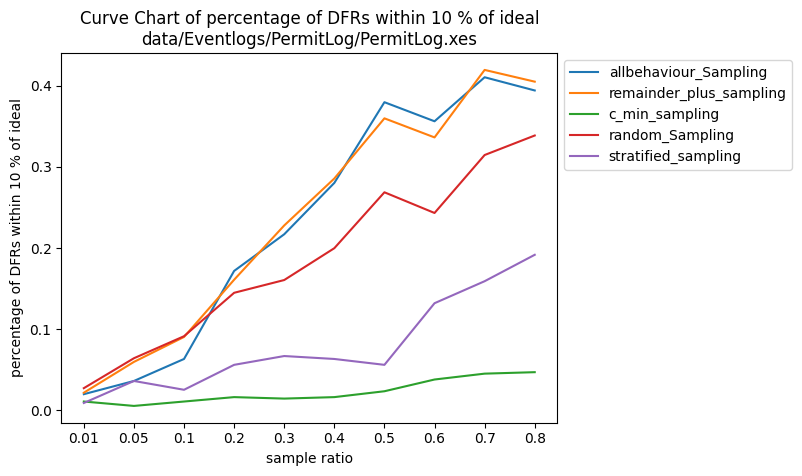 Curve Chart of percentage of DFRs within 10 % of ideal
data/Eventlogs/PermitLog/PermitLog.xes
percentage of DFRs within 10 % of ideal
0.4
0.3
0.2
0.1
0.0
0.01 0.05 0.1 0.2 0.3 0.4 0.5 0.6 0.7 0.8
sample ratio
allbehaviour_Sampling
remainder_plus_sampling
c_min_sampling
random_Sampling
stratified_sampling